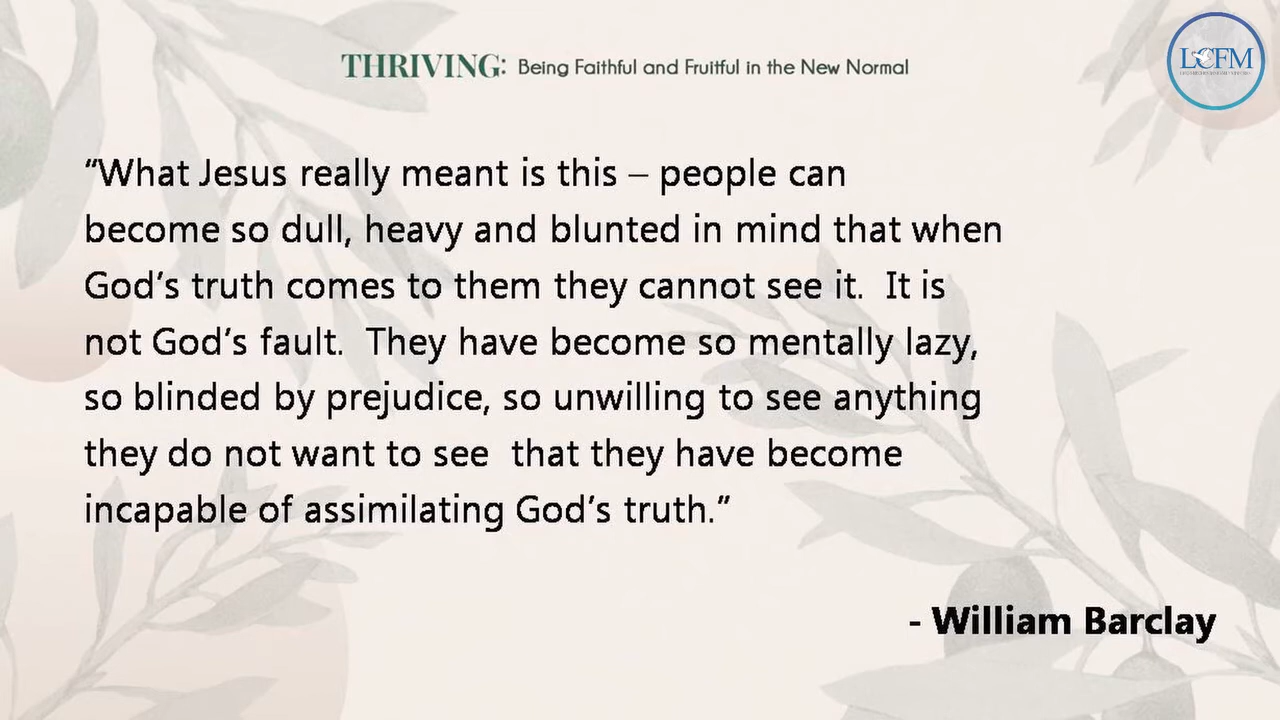 THRIVING: Being Faithful and Fruitful in the New Normal
LCFM
“What Jesus really meant is this – people can
become so dull, heavy and blunted in mind that when
God’s truth comes to them they cannot see it.  It is
not God’s fault.  They have become so mentally lazy,
so blinded by prejudice, so unwilling to see anything
they do not want to see  that they have become
incapable of assimilating God’s truth.”
- William Barclay